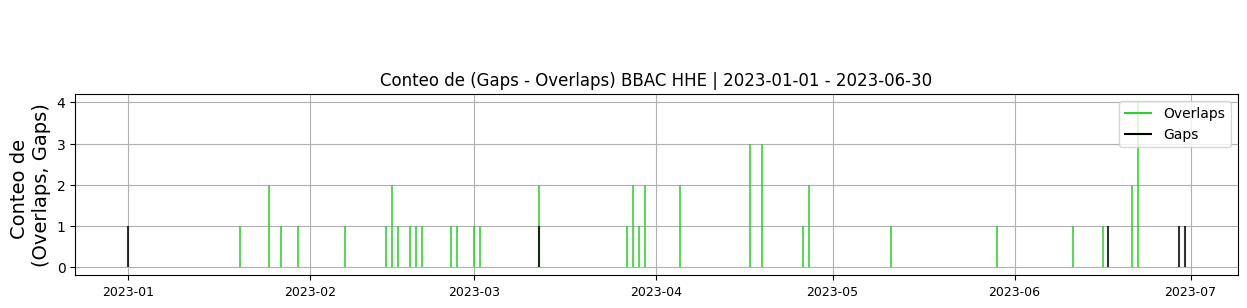 Conteo de (Gaps - Overlaps) BBAC HHE | 2023-01-01 - 2023-06-30
Conteo de
(Overlaps, Gaps)
4
3
2
1
0
Overlaps
Gaps
2023-01 2023-02 2023-03 2023-04 2023-05 2023-06 2023-07